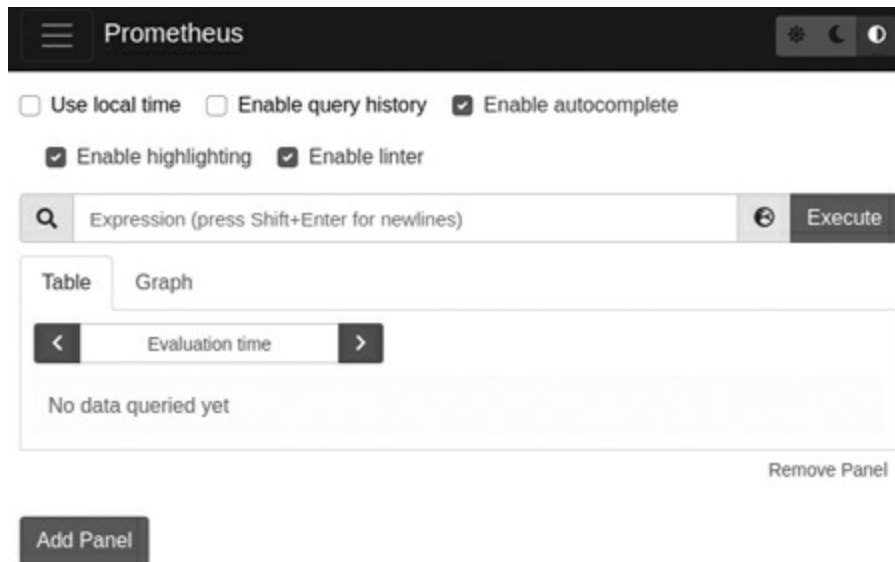 Prometheus
Use local time Enable query history Enable autocomplete
Enable highlighting Enable linter
Expression (press Shift+Enter for newlines) Execute
Table Graph
Evaluation time
No data queried yet
Remove Panel
Add Panel